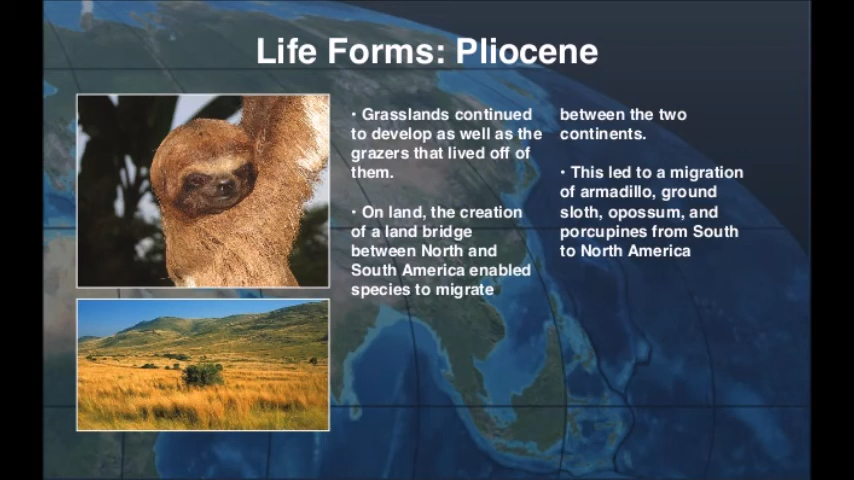 Life Forms: Pliocene
• Grasslands continued
to develop as well as the
grazers that lived off of
them.
• On land, the creation
of a land bridge
between North and
South America enabled
species to migrate
between the two
continents.
• This led to a migration
of armadillo, ground
sloth, opossum, and
porcupines from South
to North America